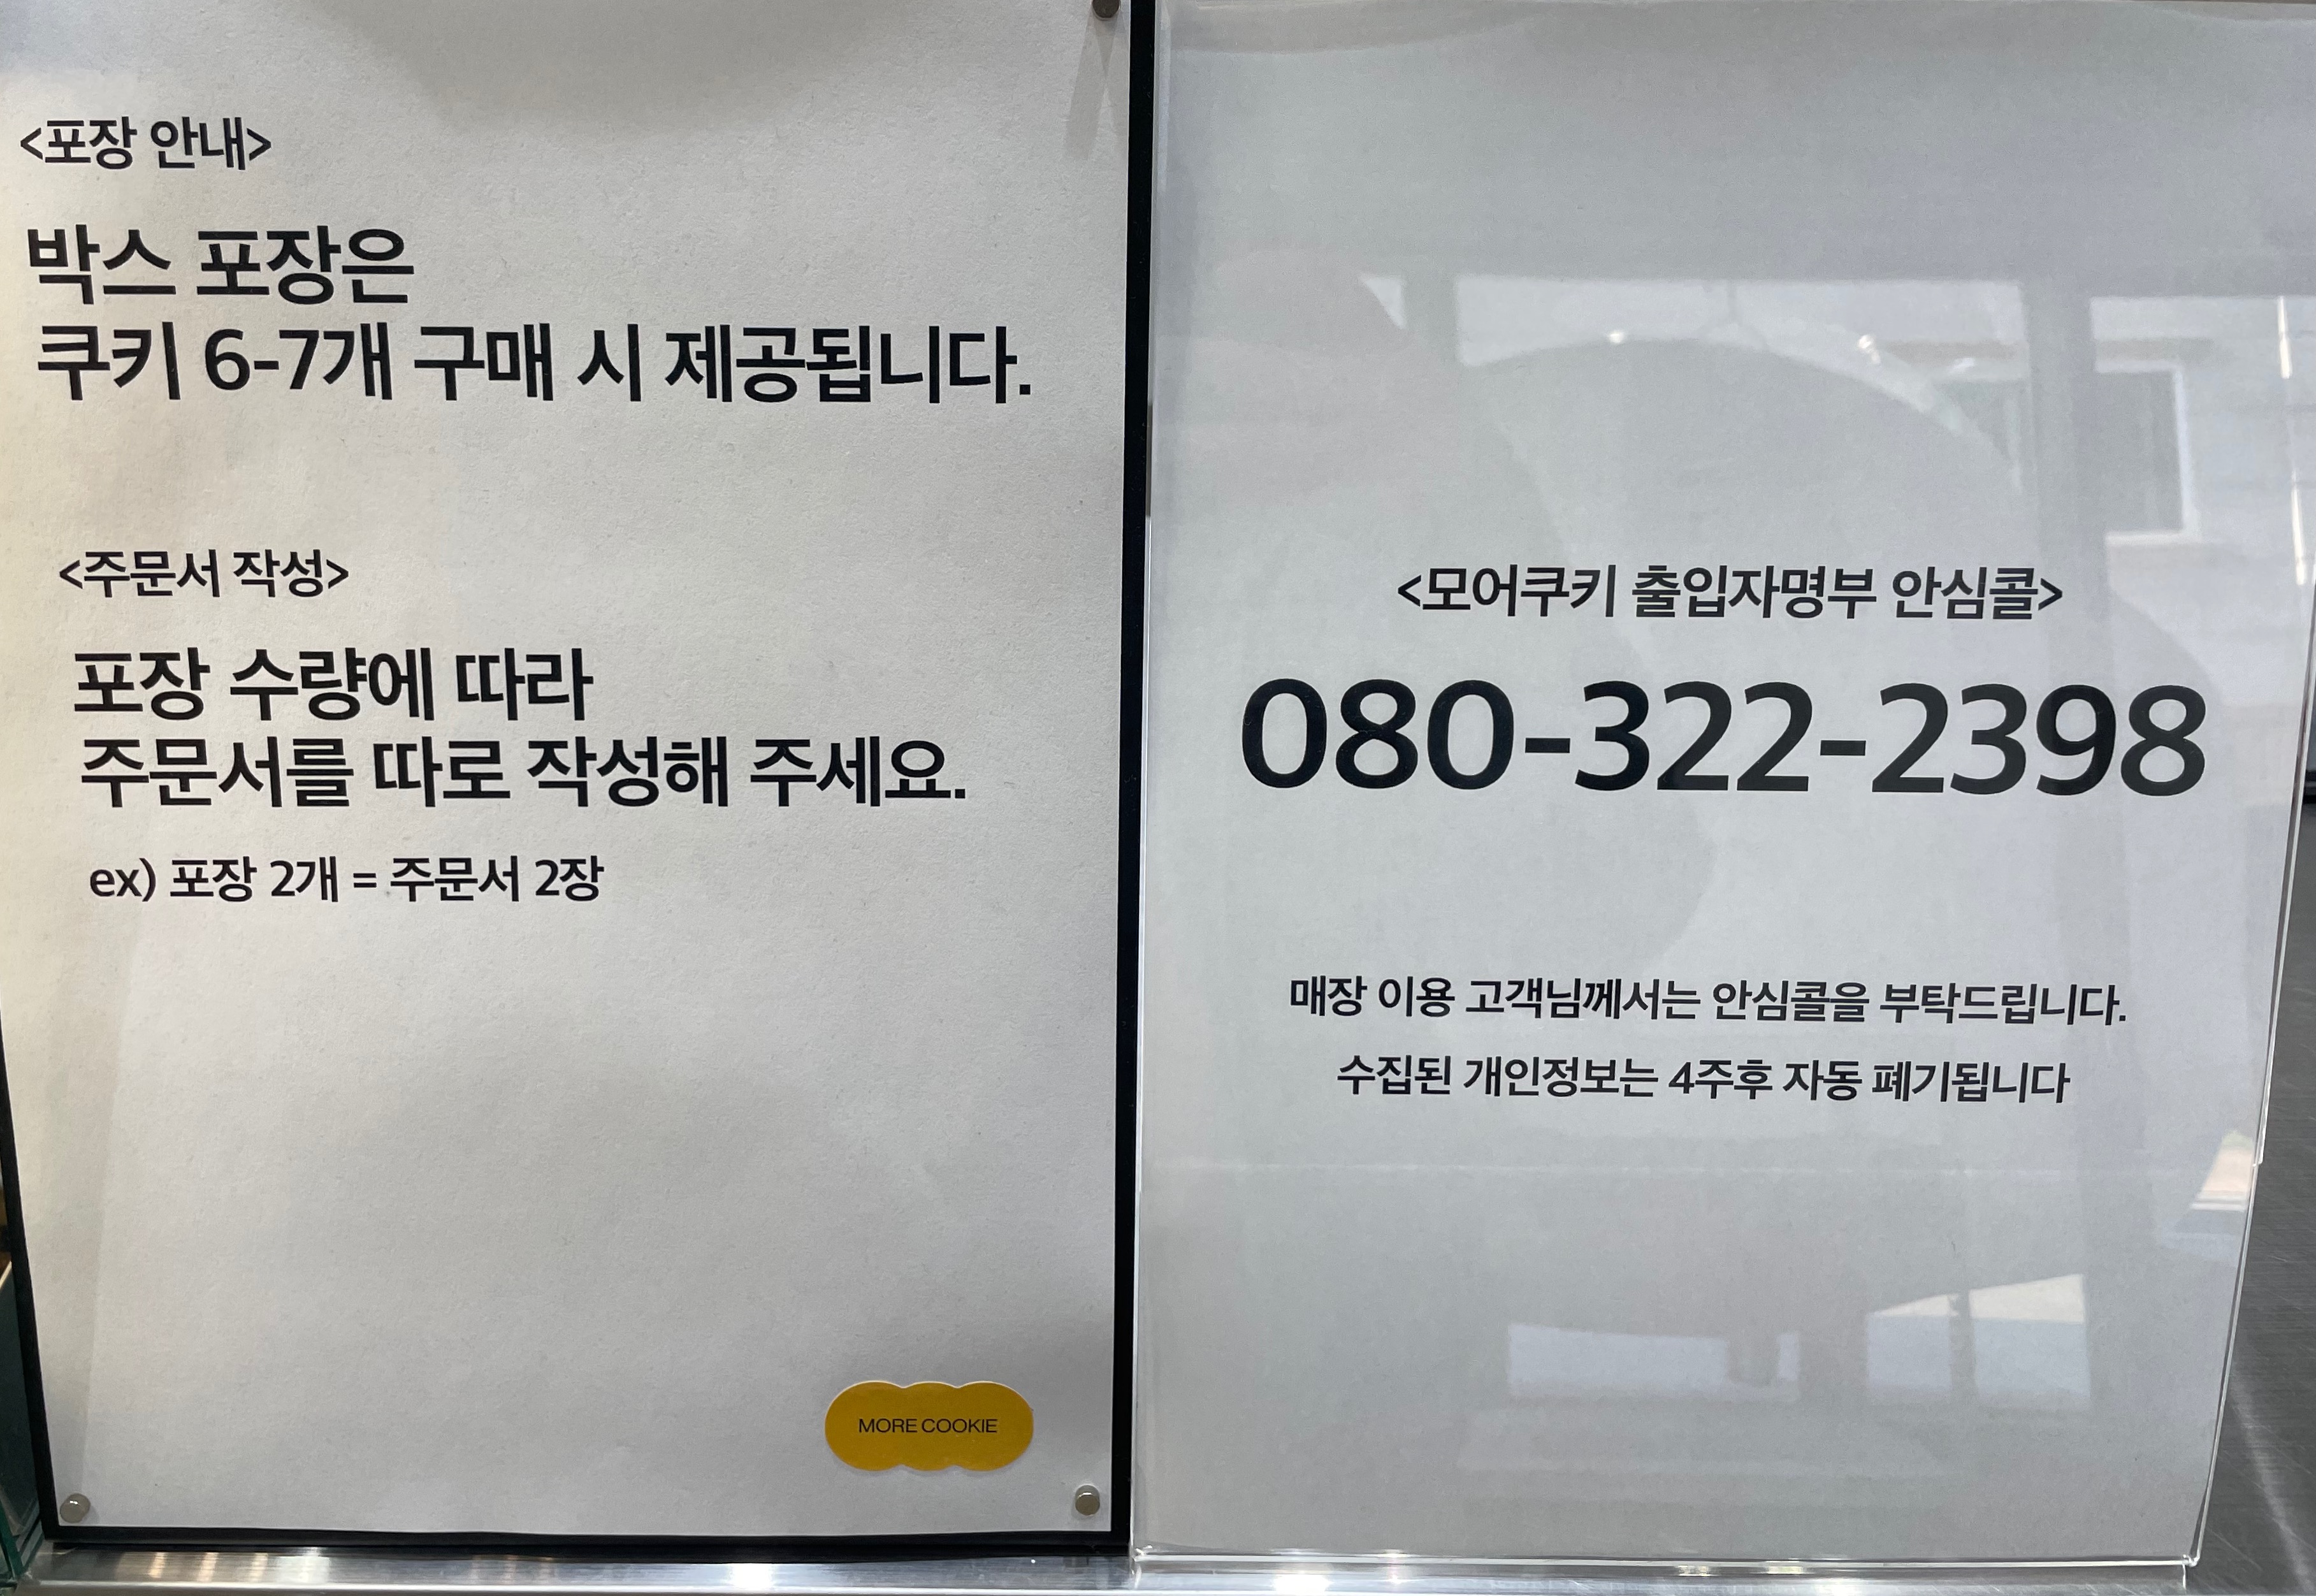 <포장 안내>
박스 포장은
쿠키 6-7개 구매 시 제공됩니다.
<주문서 작성>
포장 수량에 따라
주문서를 따로 작성해 주세요.
ex) 포장 2개 = 주문서 2장
MORE COOKIE
<모어쿠키 출입자명부 안심콜>
080-322-2398
매장 이용 고객님께서는 안심콜을 부탁드립니다.
수집된 개인정보는 4주후 자동 폐기됩니다